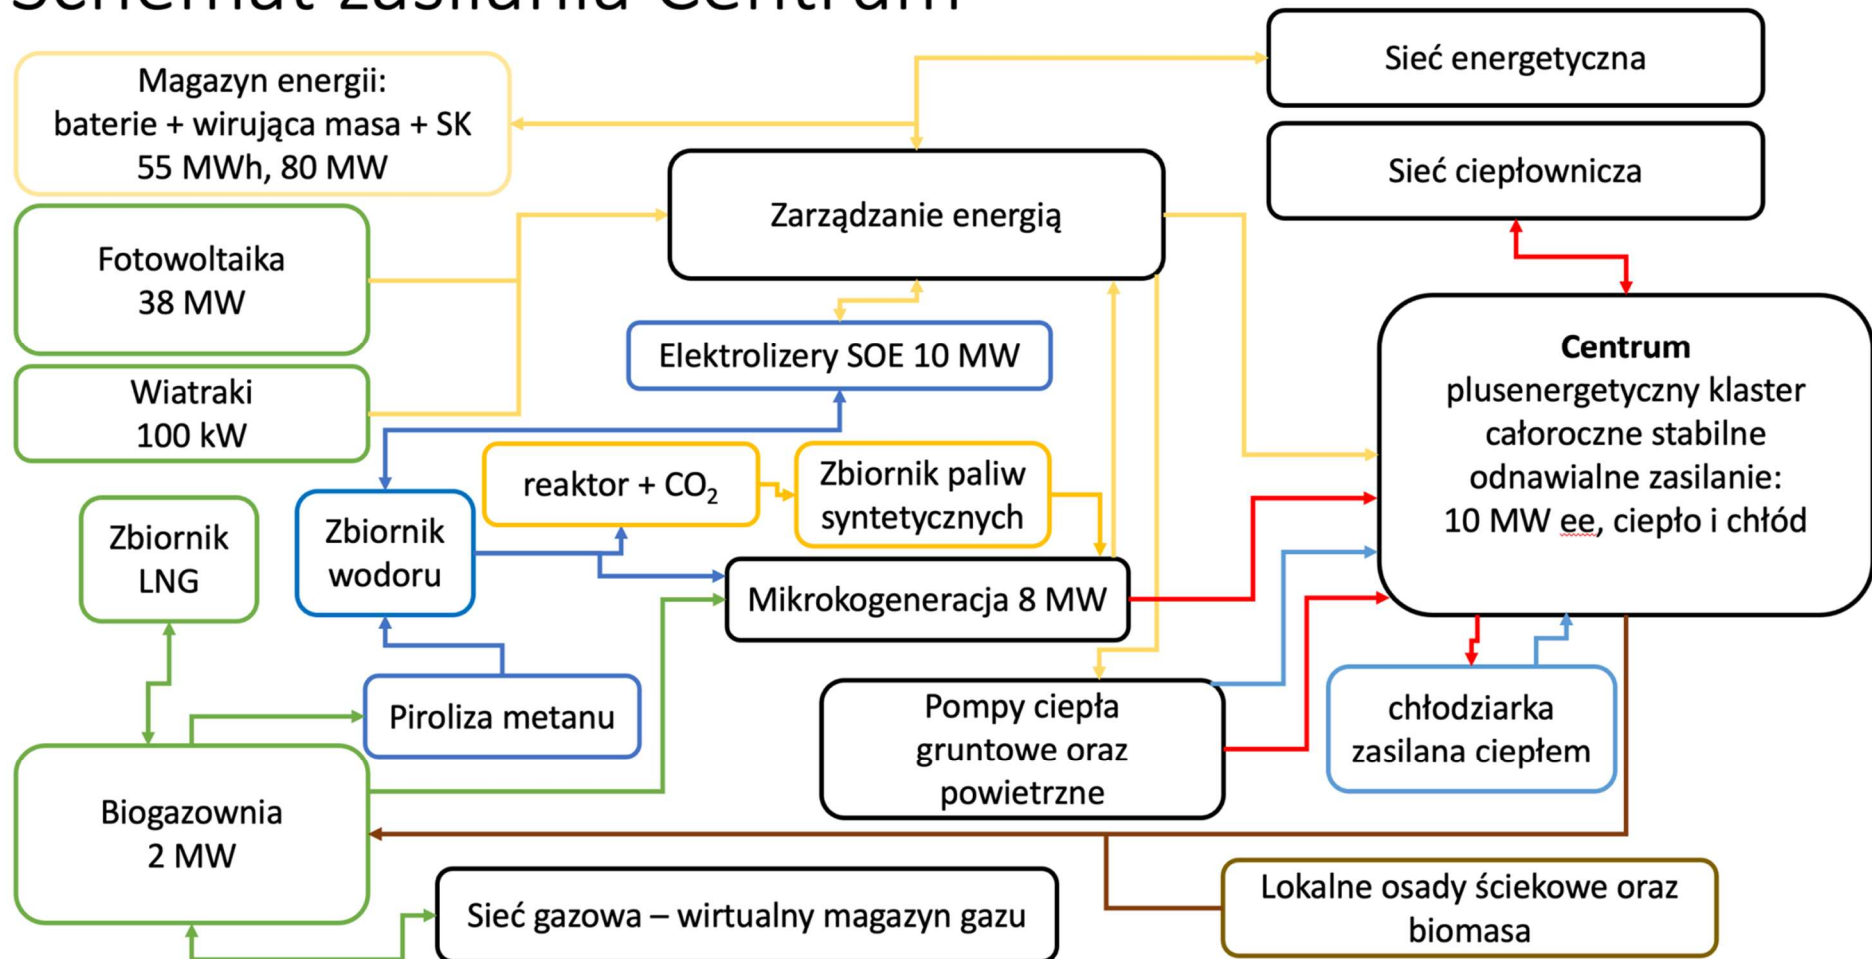 Schemat zasilania Centrum
Magazyn energii:
baterie + wirująca masa + SK
55 MWh, 80 MW
Sieć energetyczna
Sieć ciepłownicza
Zarządzanie energią
Fotowoltaika
38 MW
Elektrolizery SOE 10 MW
Wiatraki
100 kW
Centrum
plusenergetyczny klaster
całoroczne stabilne
odnawialne zasilanie:
10 MW ee, ciepło i chłód
reaktor + CO₂
Zbiornik paliw
syntetycznych
Zbiornik
LNG
Zbiornik
wodoru
Mikrokogeneracja 8 MW
Piroliza metanu
Pompy ciepła
gruntowe oraz
powietrzne
chłodziarka
zasilana ciepłem
Biogazownia
2 MW
Sieć gazowa – wirtualny magazyn gazu
Lokalne osady ściekowe oraz
biomasa